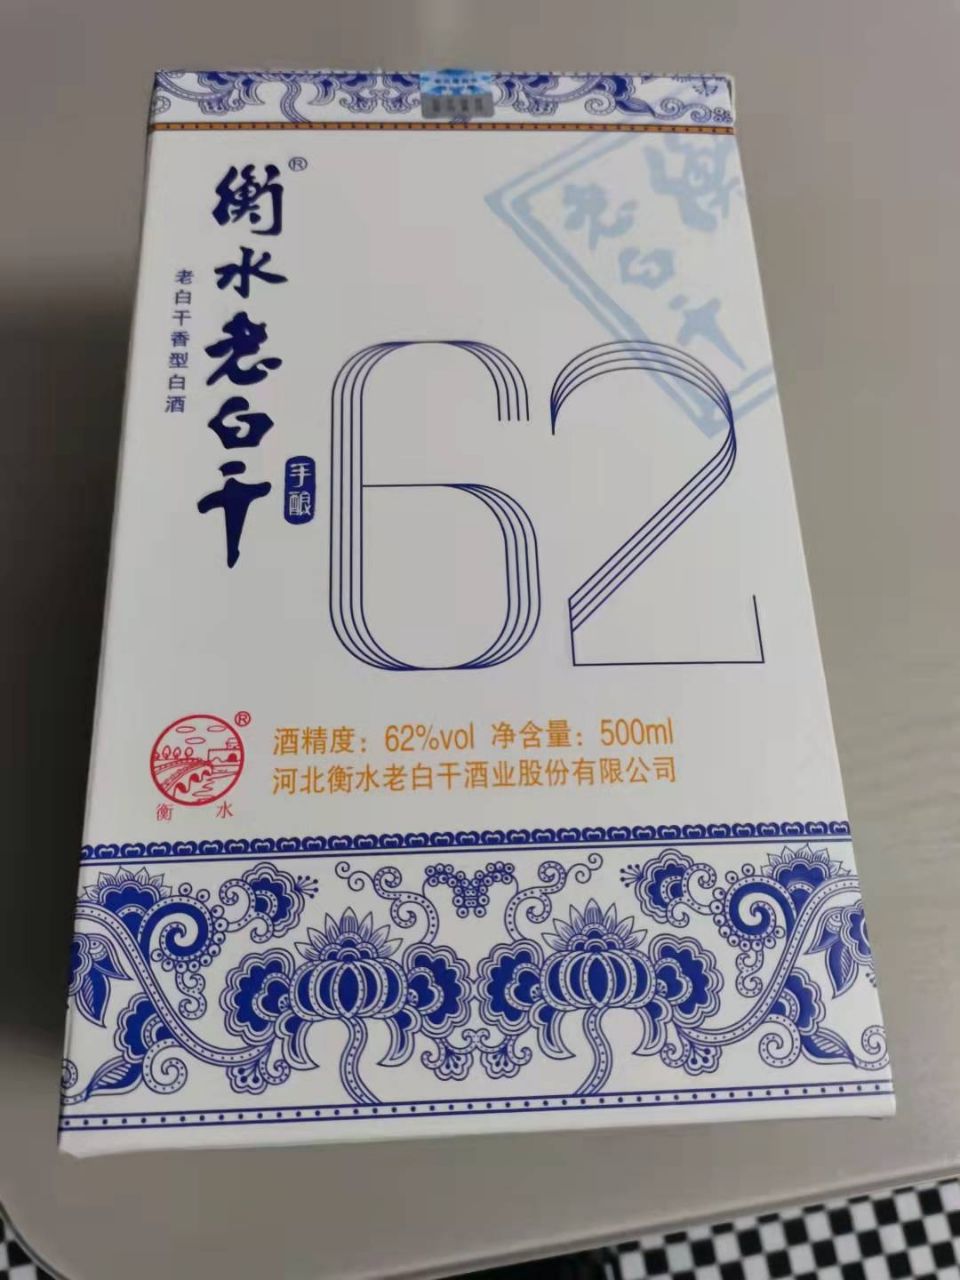 衡水老白干®
老白干香型白酒
手酿
62
老白干
衡水®
酒精度：62%vol 净含量：500ml
河北衡水老白干酒业股份有限公司